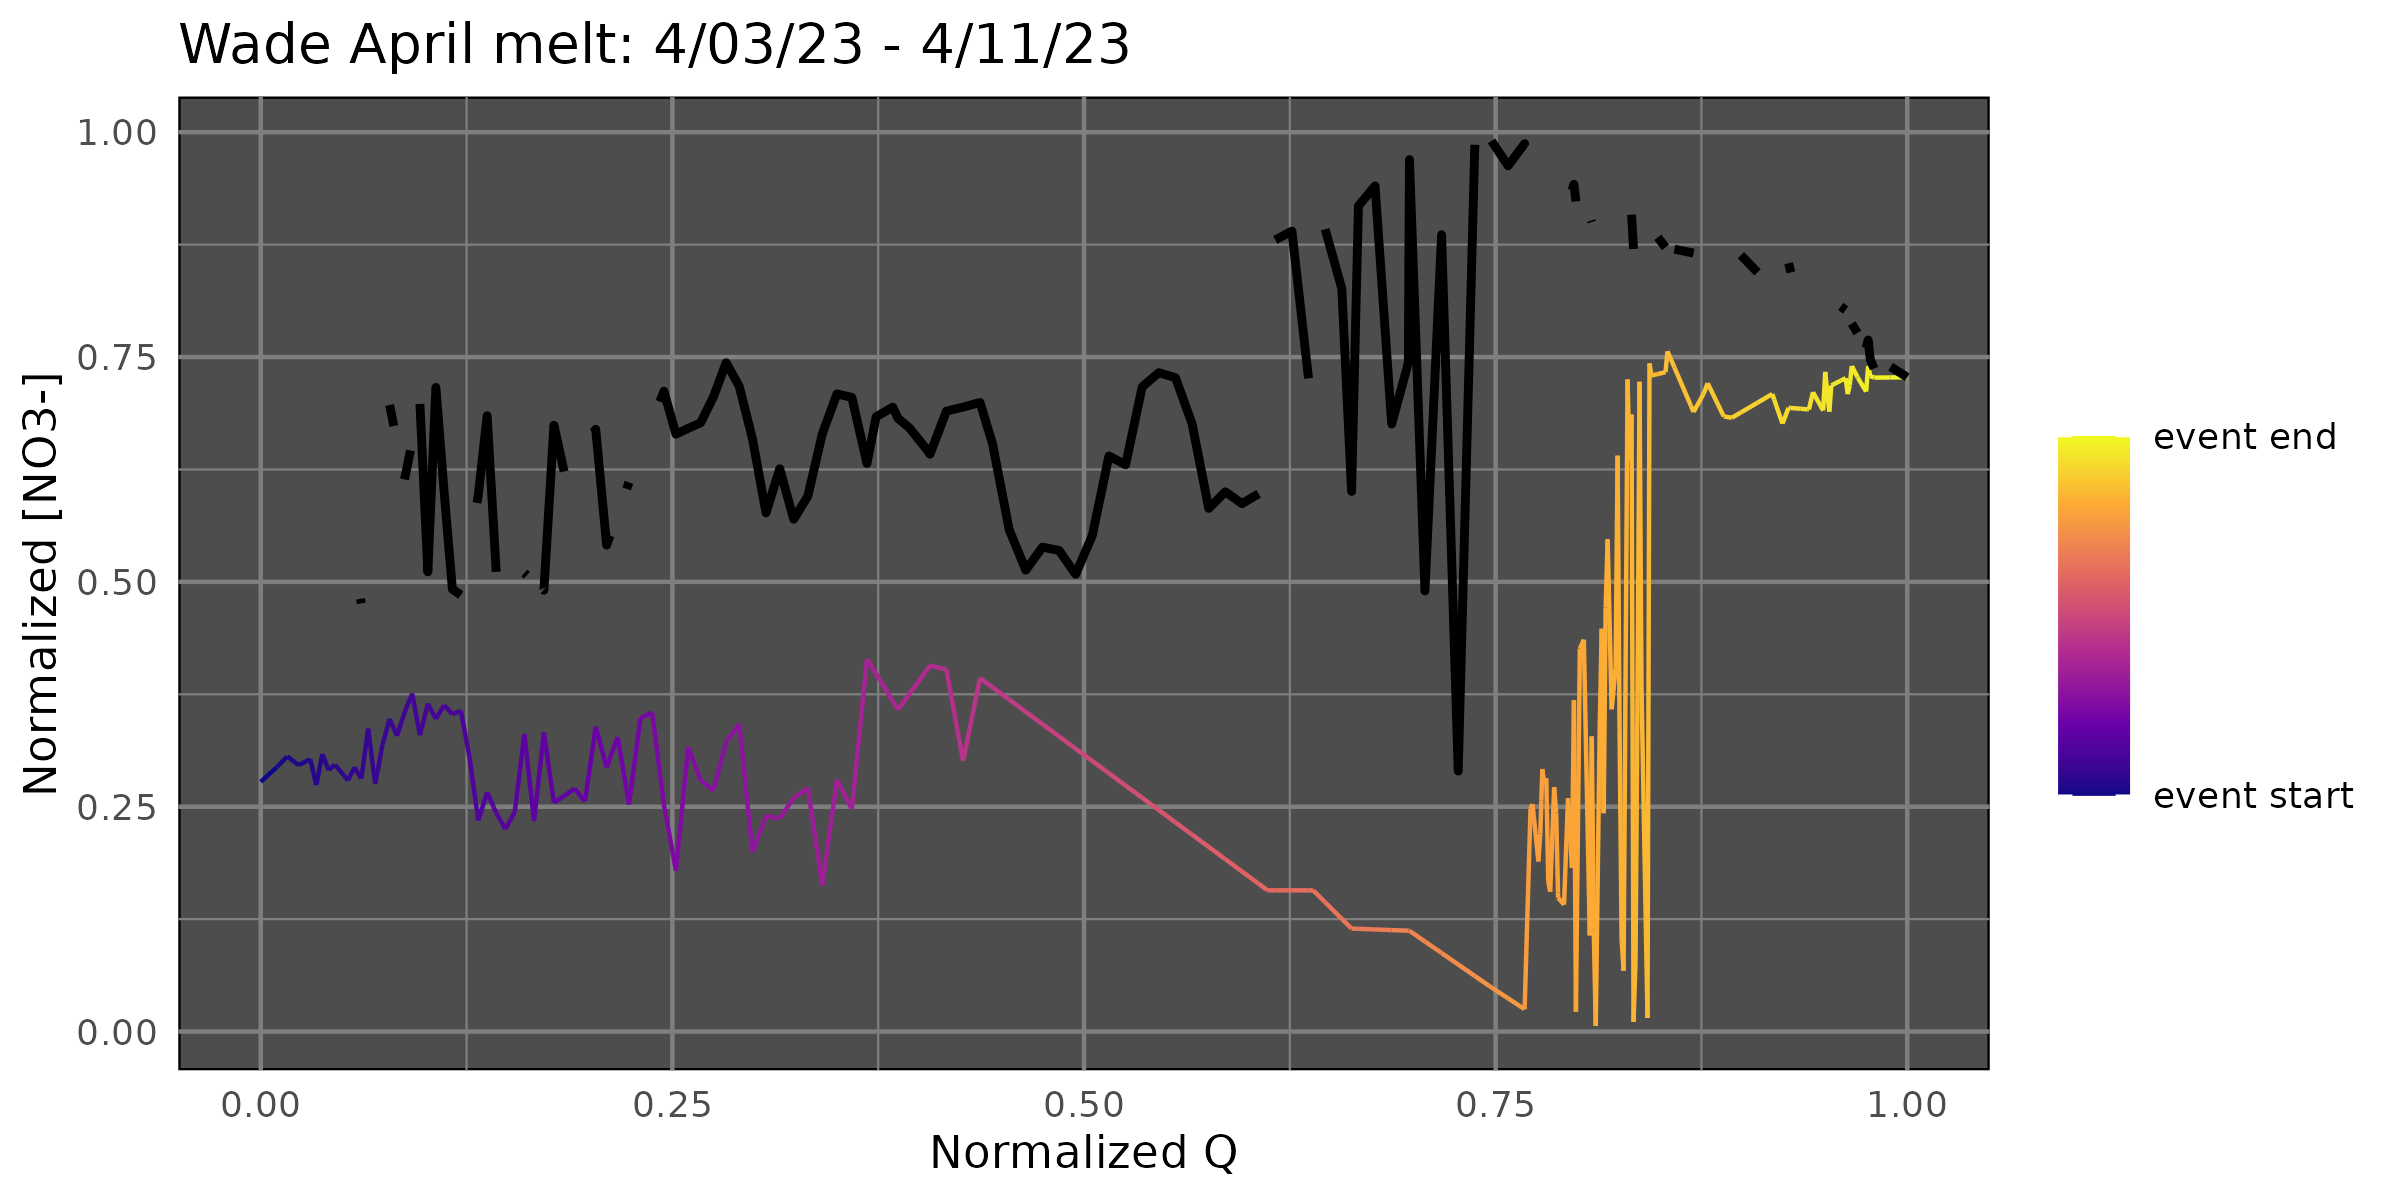 Wade April melt: 4/03/23 - 4/11/23
Normalized [NO3-]
1.00
0.75
0.50
0.25
0.00
0.00 0.25 0.50 0.75 1.00
Normalized Q
event end
event start